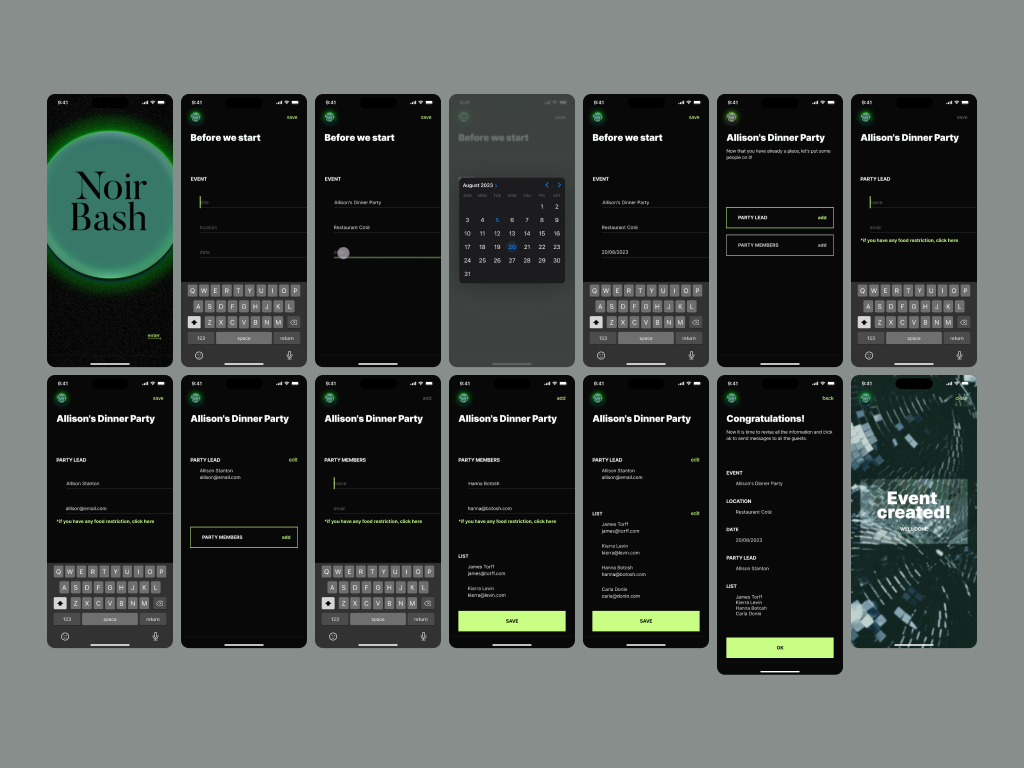 9:41
Noir
Bash
enter
9:41
save
Before we start
EVENT
title
location
date
Q W E R T Y U I O P
A S D F G H J K L
Z X C V B N M
123 space return
9:41
save
Before we start
EVENT
Allison's Dinner Party
Restaurant Coté
9:41
save
Before we start
August 2023
SUN MON TUE WED THU FRI SAT
1 2
3 4 5 6 7 8 9
10 11 12 13 14 15 16
17 18 19 20 21 22 23
24 25 26 27 28 29 30
31
9:41
save
Before we start
EVENT
Allison's Dinner Party
Restaurant Coté
20/08/2023
Q W E R T Y U I O P
A S D F G H J K L
Z X C V B N M
123 space return
9:41
Allison's Dinner Party
Now that you have already a place, let's put some
people on it!
PARTY LEAD add
PARTY MEMBERS add
9:41
save
Allison's Dinner Party
PARTY LEAD
name
email
*if you have any food restriction, click here
Q W E R T Y U I O P
A S D F G H J K L
Z X C V B N M
123 space return
9:41
save
Allison's Dinner Party
PARTY LEAD
Allison Stanton
allison@email.com
*if you have any food restriction, click here
Q W E R T Y U I O P
A S D F G H J K L
Z X C V B N M
123 space return
9:41
Allison's Dinner Party
PARTY LEAD edit
Allison Stanton
allison@email.com
PARTY MEMBERS add
9:41
add
Allison's Dinner Party
PARTY MEMBERS
name
email
*if you have any food restriction, click here
Q W E R T Y U I O P
A S D F G H J K L
Z X C V B N M
123 space return
9:41
add
Allison's Dinner Party
PARTY MEMBERS
Hanna Botosh
hanna@botosh.com
*if you have any food restriction, click here
LIST
James Torff
james@torff.com
Kierra Levin
kierra@levin.com
SAVE
9:41
Allison's Dinner Party
PARTY LEAD edit
Allison Stanton
allison@email.com
LIST edit
James Torff
james@torff.com
Kierra Levin
kierra@levin.com
Hanna Botosh
hanna@botosh.com
Carla Donin
carla@donin.com
SAVE
9:41
back
Congratulations!
Now it is time to revise all the information and click
ok to send messages to all the guests.
EVENT
Allison's Dinner Party
LOCATION
Restaurant Coté
DATE
20/08/2023
PARTY LEAD
Allison Stanton
LIST
James Torff
Kierra Levin
Hanna Botosh
Carla Donin
OK
9:41
close
Event
created!
WELL DONE